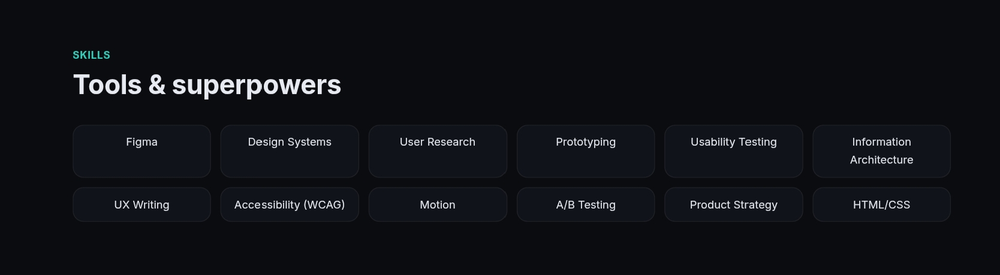 SKILLS
Tools & superpowers
Figma
Design Systems
User Research
Prototyping
Usability Testing
Information
Architecture
UX Writing
Accessibility (WCAG)
Motion
A/B Testing
Product Strategy
HTML/CSS